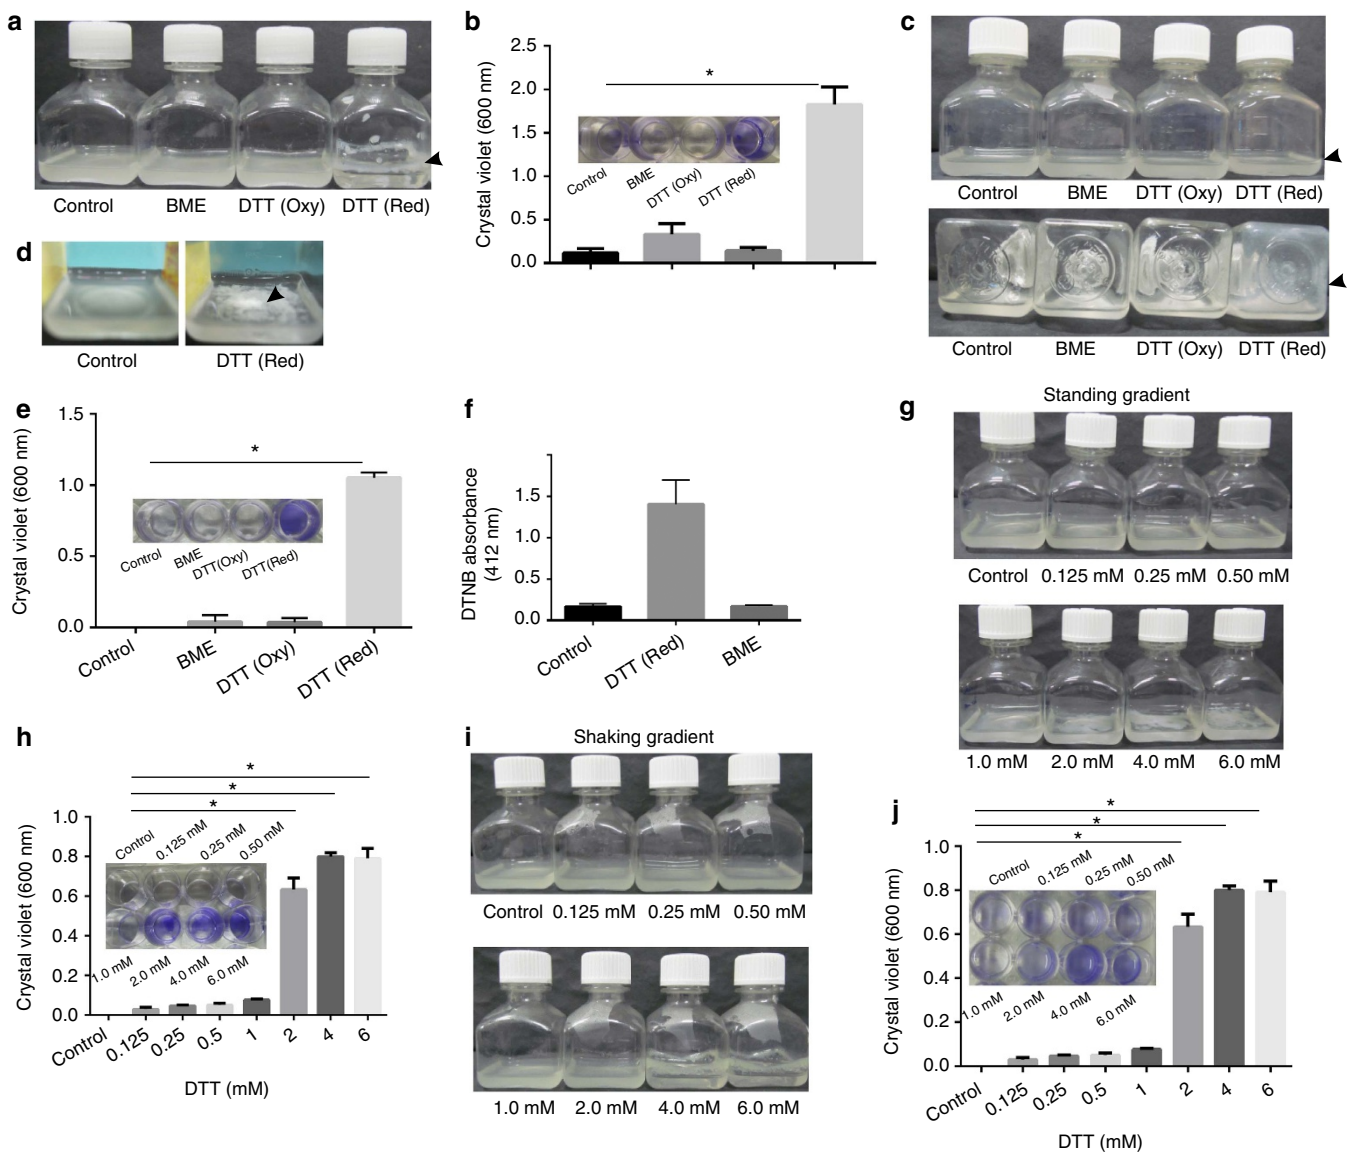 a
Control
BME
DTT (Oxy)
DTT (Red)
b
Crystal violet (600 nm)
2.5
2.0
1.5
1.0
0.5
0.0
*
Control
BME
DTT (Oxy)
DTT (Red)
c
Control
BME
DTT (Oxy)
DTT (Red)
Control
BME
DTT (Oxy)
DTT (Red)
d
Control
DTT (Red)
e
Crystal violet (600 nm)
1.5
1.0
0.5
0.0
*
Control
BME
DTT(Oxy)
DTT(Red)
Control
BME
DTT (Oxy)
DTT (Red)
f
DTNB absorbance
(412 nm)
1.5
1.0
0.5
0.0
Control
DTT (Red)
BME
g
Standing gradient
Control
0.125 mM
0.25 mM
0.50 mM
1.0 mM
2.0 mM
4.0 mM
6.0 mM
h
Crystal violet (600 nm)
1.0
0.8
0.6
0.4
0.2
0.0
*
*
*
Control
0.125 mM
0.25 mM
0.50 mM
1.0 mM
2.0 mM
4.0 mM
6.0 mM
Control
0.125
0.25
0.5
1
2
4
6
DTT (mM)
i
Shaking gradient
Control
0.125 mM
0.25 mM
0.50 mM
1.0 mM
2.0 mM
4.0 mM
6.0 mM
j
Crystal violet (600 nm)
1.0
0.8
0.6
0.4
0.2
0.0
*
*
*
Control
0.125 mM
0.25 mM
0.50 mM
1.0 mM
2.0 mM
4.0 mM
6.0 mM
Control
0.125
0.25
0.5
1
2
4
6
DTT (mM)